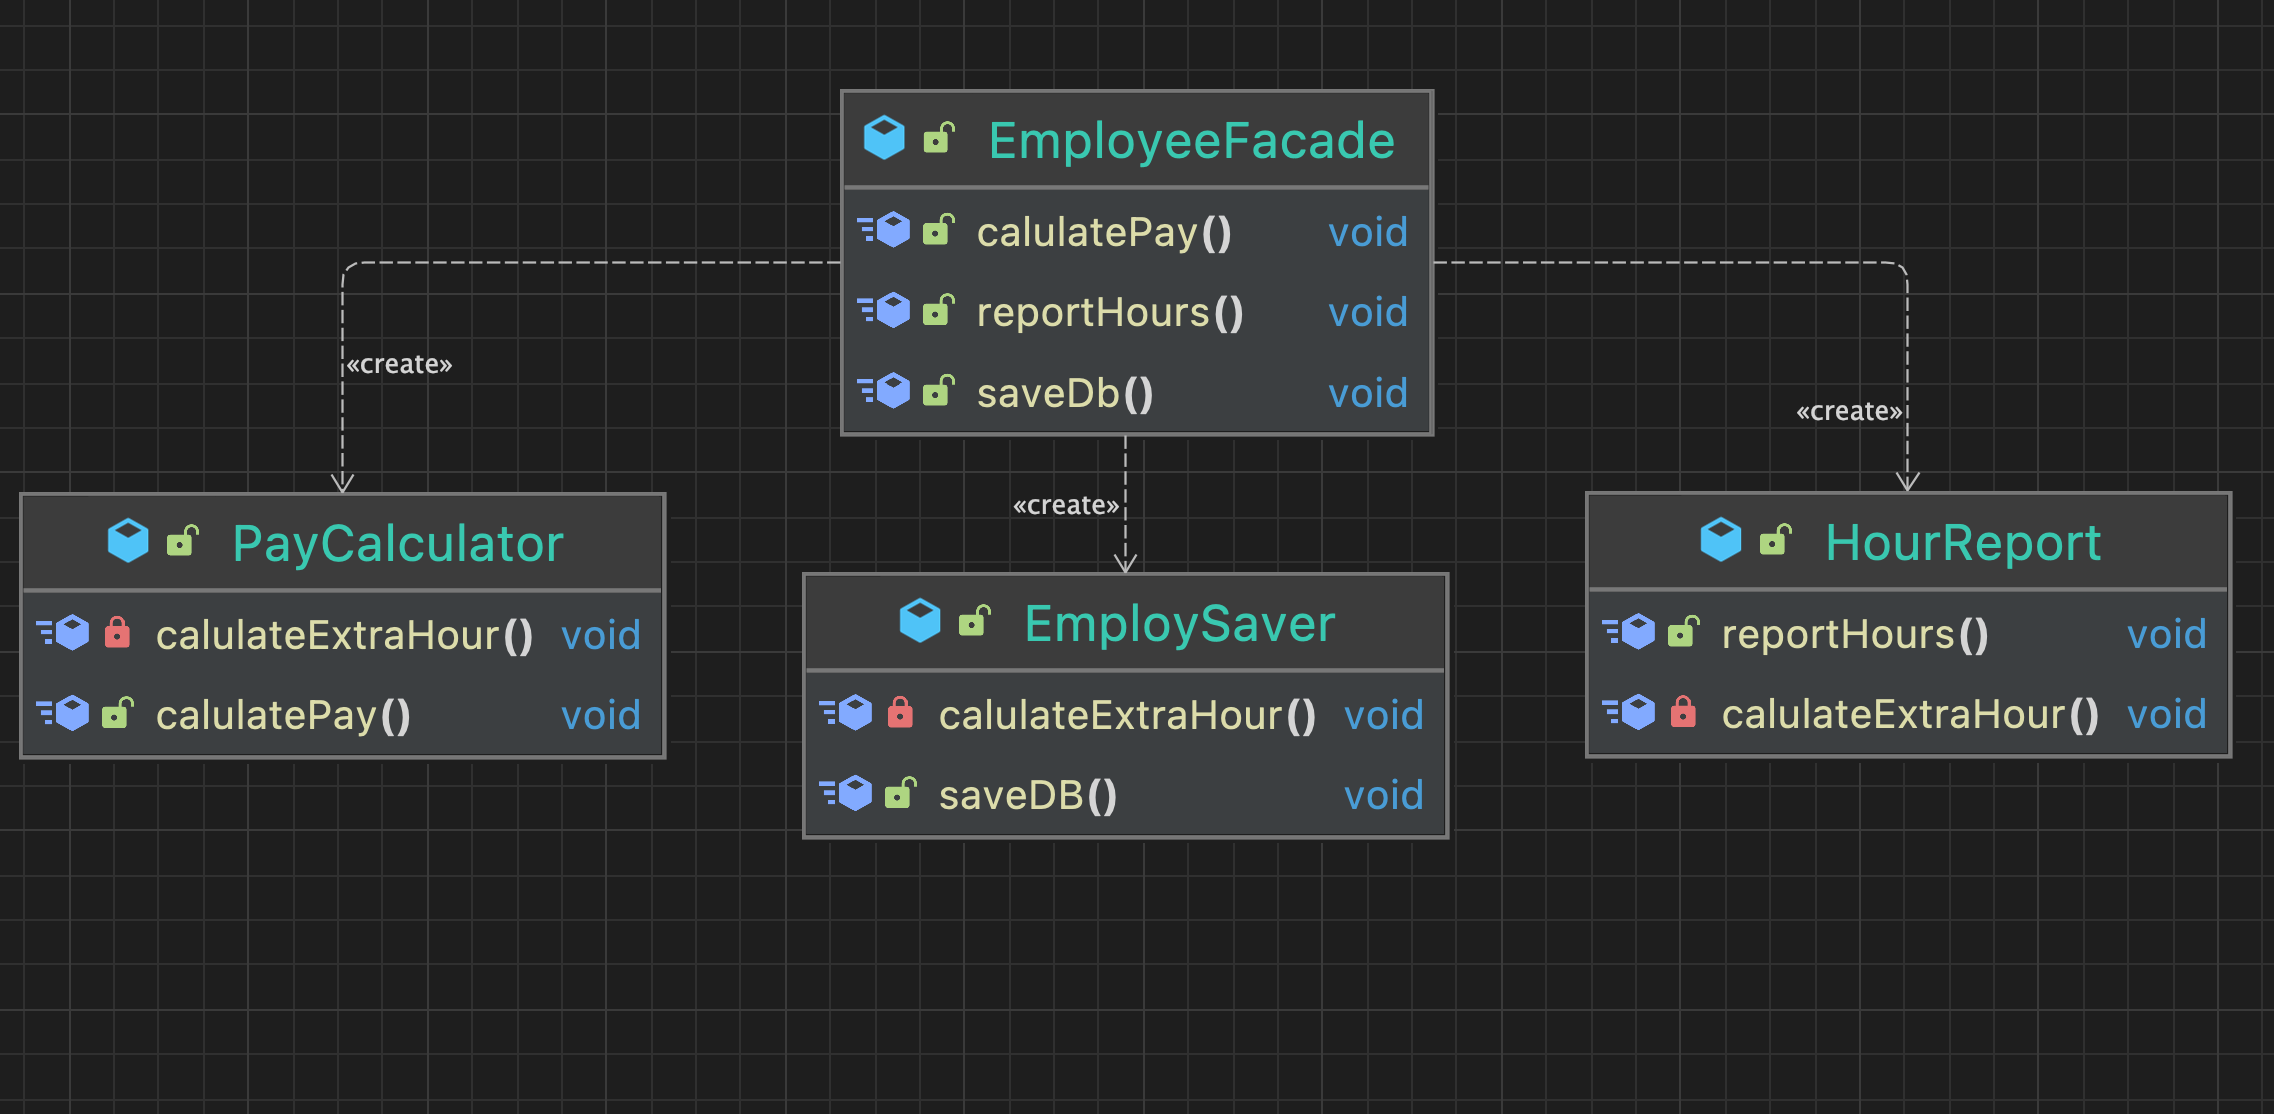 EmployeeFacade
calulatePay() void
reportHours() void
saveDb() void
«create»
«create»
«create»
PayCalculator
calulateExtraHour() void
calulatePay() void
EmploySaver
calulateExtraHour() void
saveDB() void
HourReport
reportHours() void
calulateExtraHour() void